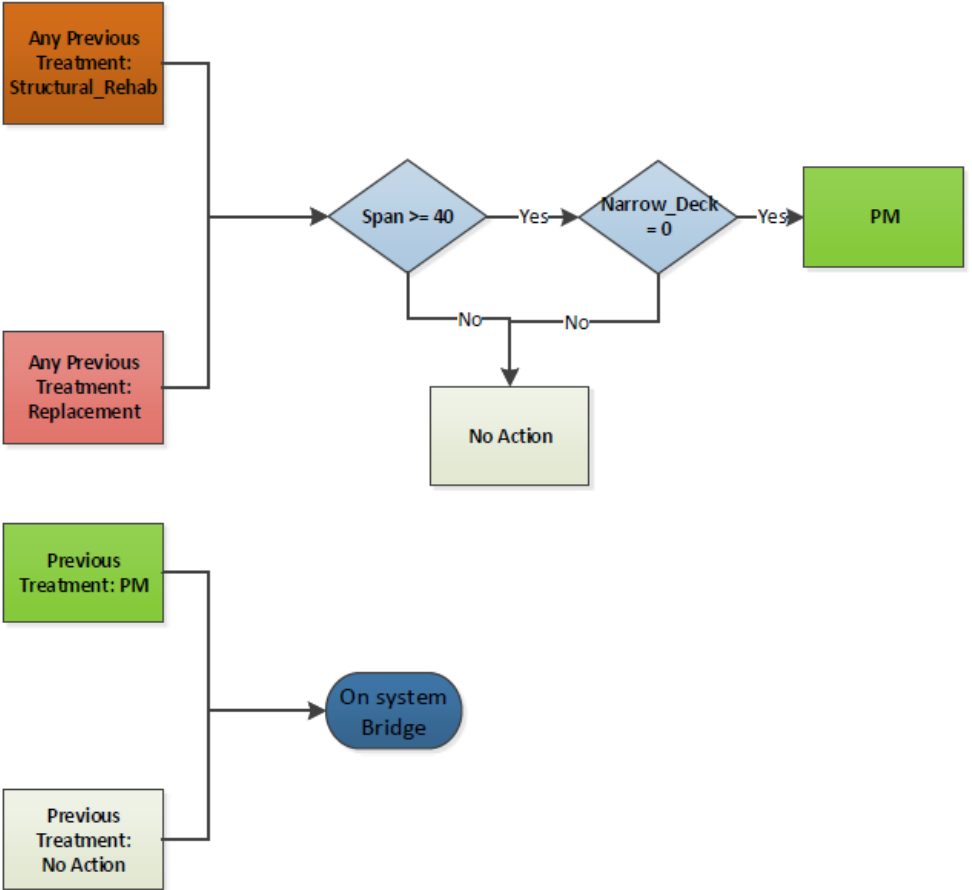 Any Previous
Treatment:
Structural_Rehab
Span >= 40
Yes
Narrow_Deck
= 0
Yes
PM
No
No
Any Previous
Treatment:
Replacement
No Action
Previous
Treatment: PM
On system
Bridge
Previous
Treatment:
No Action